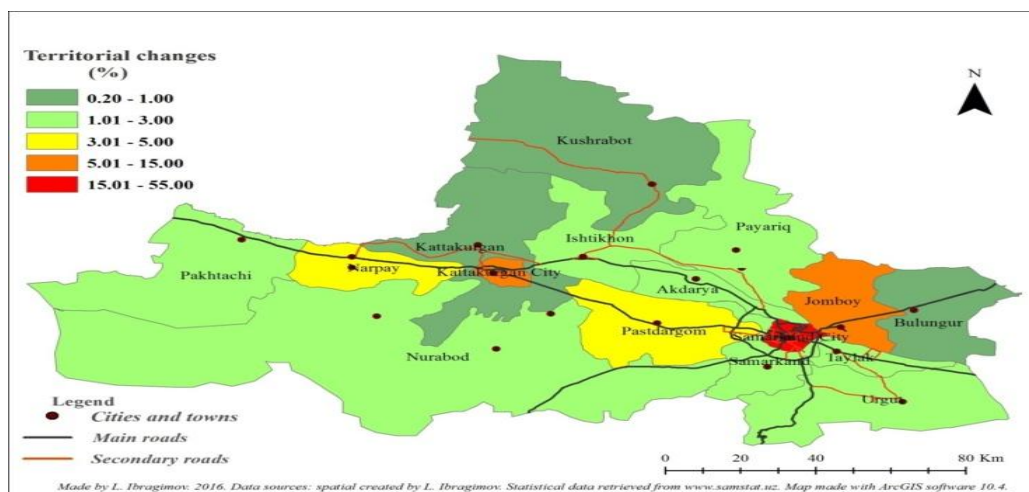 Territorial changes
(%)
0.20 - 1.00
1.01 - 3.00
3.01 - 5.00
5.01 - 15.00
15.01 - 55.00
N
Kushrabot
Payariq
Ishtikhon
Kattakurgan
Pakhtachi
Narpay
Kattakurgan City
Akdarya
Jomboy
Bulungur
Pastdargom
Samarkand City
Nurabod
Samarkand
Taylak
Urgut
Legend
Cities and towns
Main roads
Secondary roads
0 20 40 60 80 Km
Made by L. Ibragimov. 2016. Data sources: spatial created by L. Ibragimov. Statistical data retrieved from www.samstat.uz. Map made with ArcGIS software 10.4.